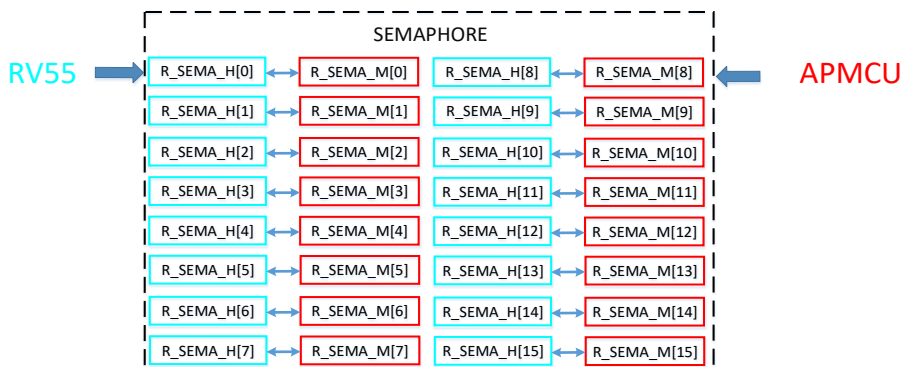 SEMAPHORE
RV55 R_SEMA_H[0] R_SEMA_M[0] R_SEMA_H[8] R_SEMA_M[8] APMCU
R_SEMA_H[1] R_SEMA_M[1] R_SEMA_H[9] R_SEMA_M[9]
R_SEMA_H[2] R_SEMA_M[2] R_SEMA_H[10] R_SEMA_M[10]
R_SEMA_H[3] R_SEMA_M[3] R_SEMA_H[11] R_SEMA_M[11]
R_SEMA_H[4] R_SEMA_M[4] R_SEMA_H[12] R_SEMA_M[12]
R_SEMA_H[5] R_SEMA_M[5] R_SEMA_H[13] R_SEMA_M[13]
R_SEMA_H[6] R_SEMA_M[6] R_SEMA_H[14] R_SEMA_M[14]
R_SEMA_H[7] R_SEMA_M[7] R_SEMA_H[15] R_SEMA_M[15]